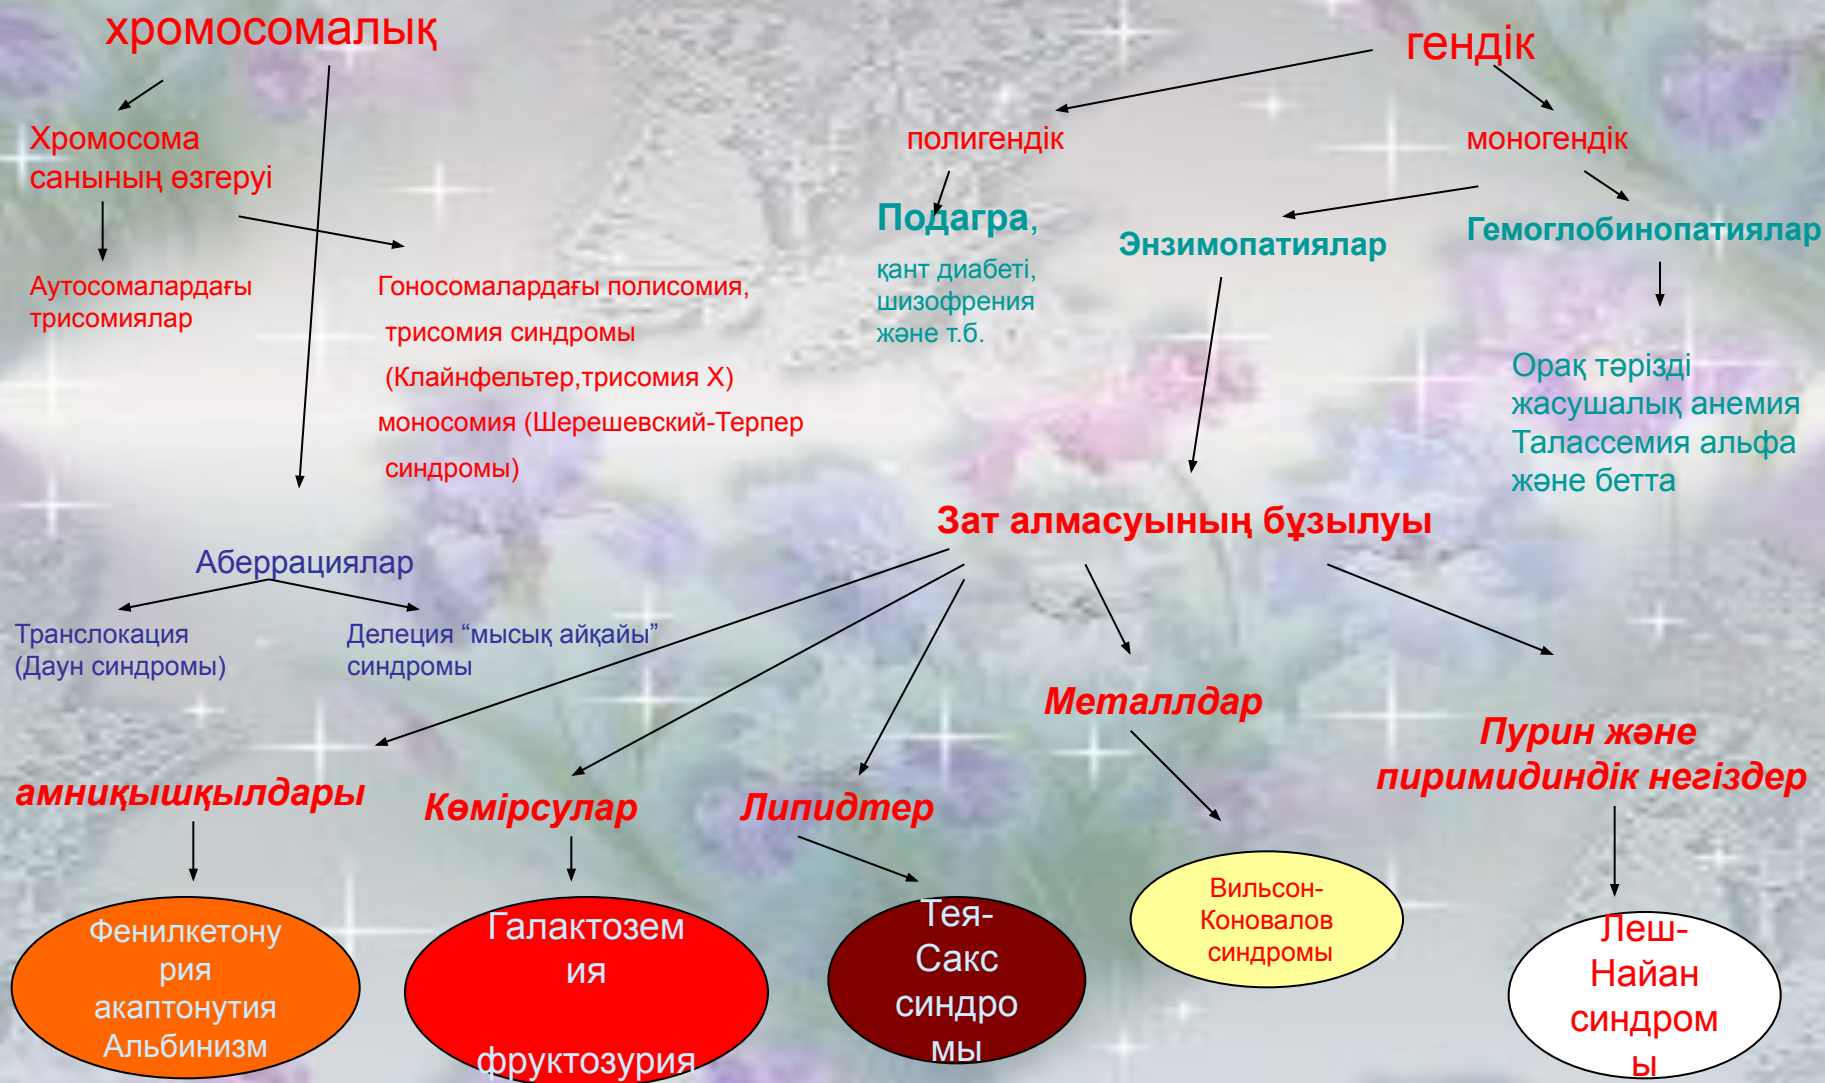 хромосомалық
гендік
Хромосома
санының өзгеруі
полигендік
моногендік
Аутосомалардағы
трисомиялар
Гоносомалардағы полисомия,
трисомия синдромы
(Клайнфельтер,трисомия Х)
моносомия (Шерешевский-Терпер
синдромы)
Подагра,
қант диабеті,
шизофрения
және т.б.
Энзимопатиялар
Гемоглобинопатиялар
Орақ тәрізді
жасушалық анемия
Талассемия альфа
және бетта
Зат алмасуының бұзылуы
Аберрациялар
Транслокация
(Даун синдромы)
Делеция “мысық айқайы”
синдромы
амниқышқылдары
Көмірсулар
Липидтер
Металлдар
Пурин және
пиримидиндік негіздер
Фенилкетону
рия
акаптонутия
Альбинизм
Галактозем
ия
фруктозурия
Тея-
Сакс
синдро
мы
Вильсон-
Коновалов
синдромы
Леш-
Найан
синдром
ы